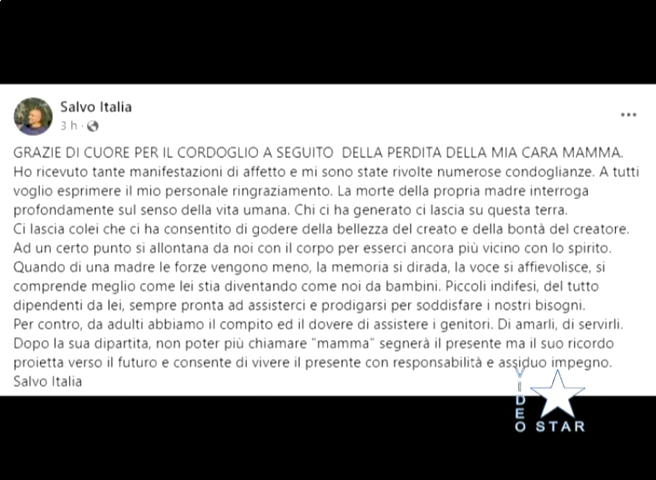 Salvo Italia
3 h ·
GRAZIE DI CUORE PER IL CORDOGLIO A SEGUITO DELLA PERDITA DELLA MIA CARA MAMMA.
Ho ricevuto tante manifestazioni di affetto e mi sono state rivolte numerose condoglianze. A tutti
voglio esprimere il mio personale ringraziamento. La morte della propria madre interroga
profondamente sul senso della vita umana. Chi ci ha generato ci lascia su questa terra.
Ci lascia colei che ci ha consentito di godere della bellezza del creato e della bontà del creatore.
Ad un certo punto si allontana da noi con il corpo per esserci ancora più vicino con lo spirito.
Quando di una madre le forze vengono meno, la memoria si dirada, la voce si affievolisce, si
comprende meglio come lei stia diventando come noi da bambini. Piccoli indifesi, del tutto
dipendenti da lei, sempre pronta ad assisterci e prodigarsi per soddisfare i nostri bisogni.
Per contro, da adulti abbiamo il compito ed il dovere di assistere i genitori. Di amarli, di servirli.
Dopo la sua dipartita, non poter più chiamare "mamma" segnerà il presente ma il suo ricordo
proietta verso il futuro e consente di vivere il presente con responsabilità e assiduo impegno.
Salvo Italia
VIDEO STAR